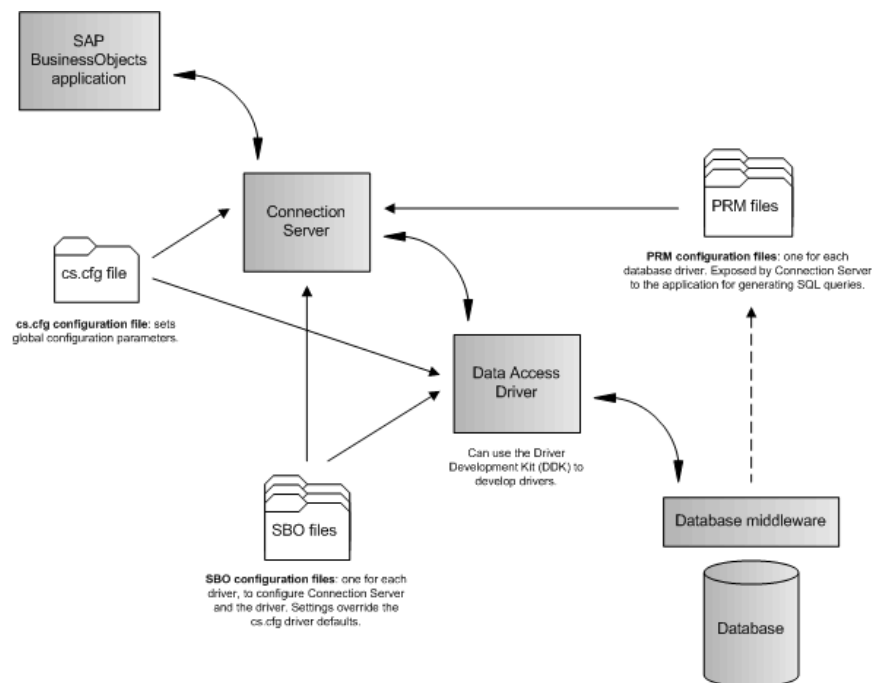 SAP
BusinessObjects
application
Connection
Server
PRM files
PRM configuration files: one for each
database driver. Exposed by Connection Server
to the application for generating SQL queries.
cs.cfg file
cs.cfg configuration file: sets
global configuration parameters.
Data Access
Driver
Can use the Driver
Development Kit (DDK) to
develop drivers.
SBO files
SBO configuration files: one for each
driver, to configure Connection Server
and the driver. Settings override the
cs.cfg driver defaults.
Database middleware
Database